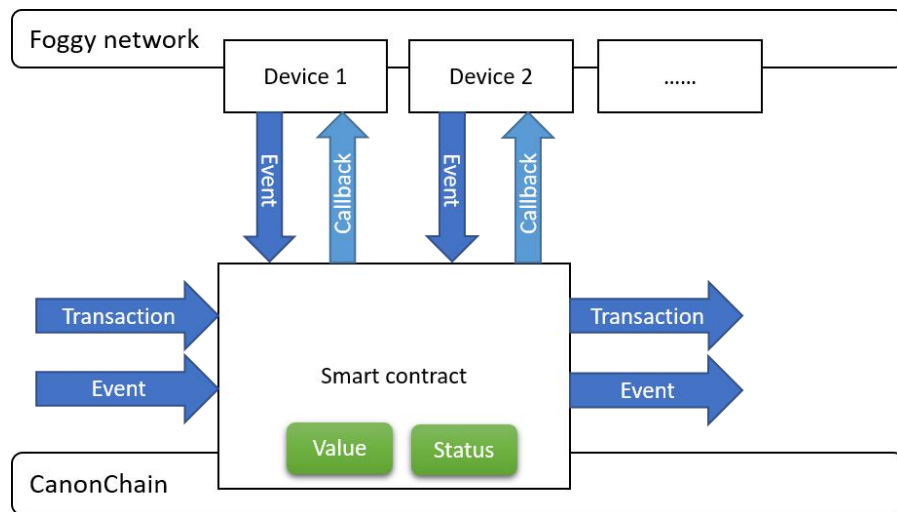 Foggy network
Device 1
Device 2
......
Event
Callback
Event
Callback
Transaction
Transaction
Smart contract
Event
Event
Value
Status
CanonChain